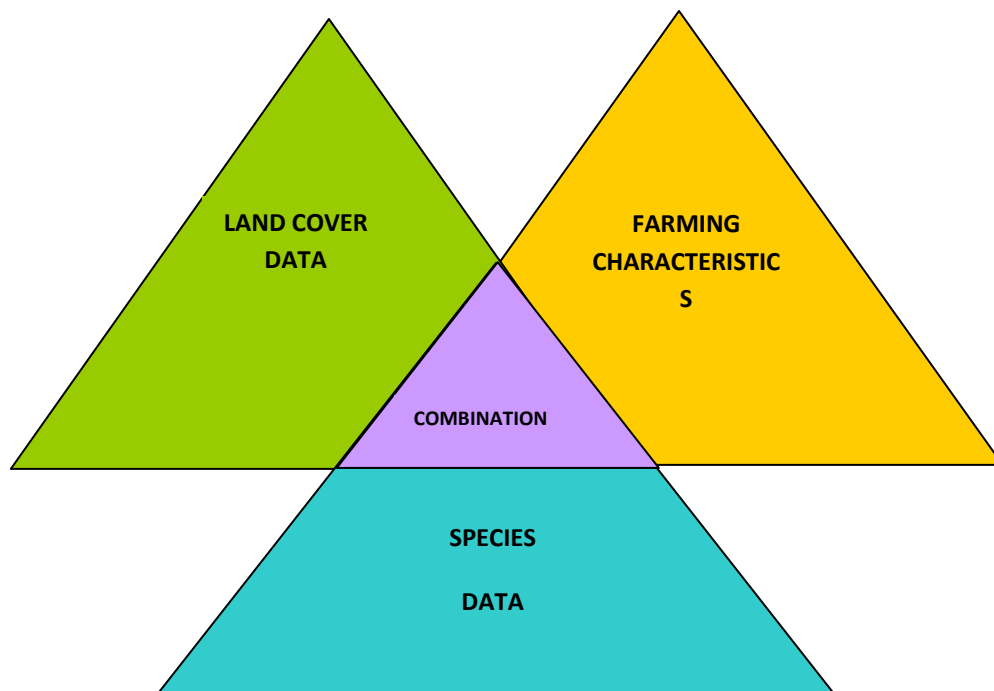 LAND COVER
DATA
FARMING
CHARACTERISTIC
S
COMBINATION
SPECIES
DATA